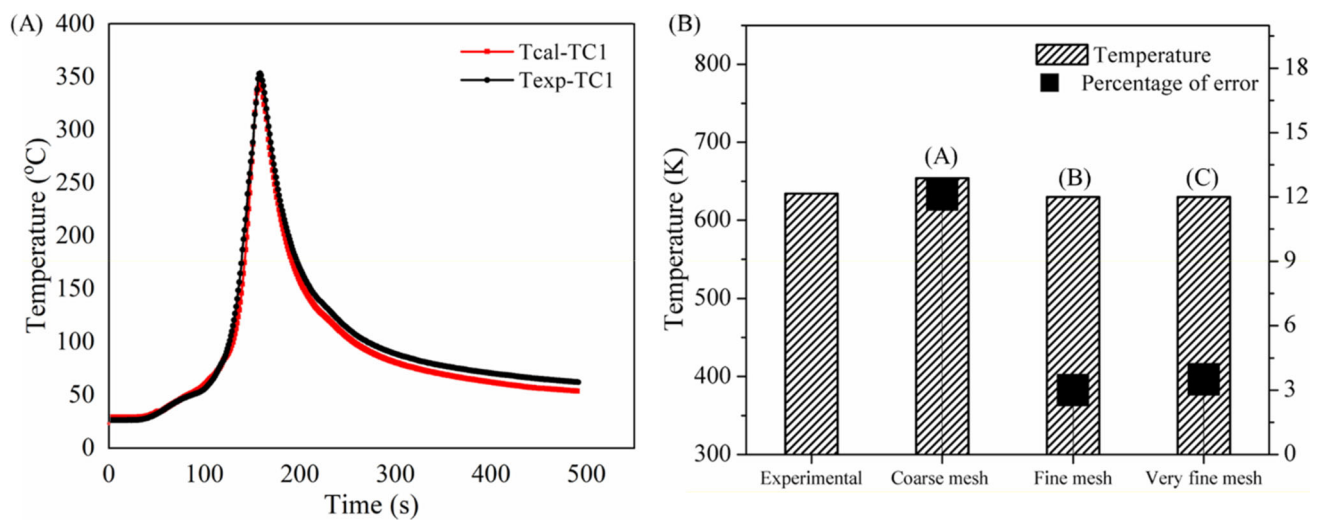 (A)
400
350
300
250
200
150
100
50
0
Temperature (ºC)
Tcal-TC1
Texp-TC1
0 100 200 300 400 500
Time (s)
(B)
800
700
600
500
400
300
Temperature (K)
Temperature
Percentage of error
(A)
(B)
(C)
18
15
12
9
6
3
0
Experimental Coarse mesh Fine mesh Very fine mesh